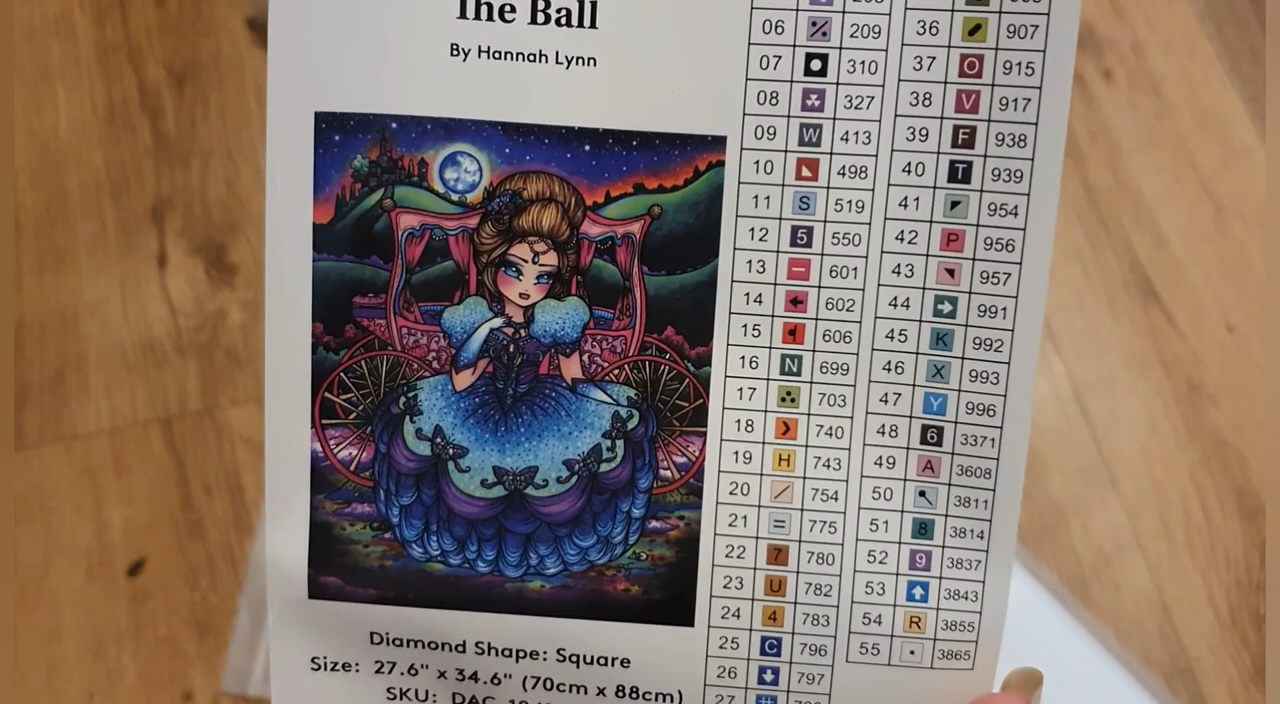 The Ball
By Hannah Lynn
Diamond Shape: Square
Size: 27.6" x 34.6" (70cm x 88cm)
SKU: DAC
06 209
07 310
08 327
09 W 413
10 498
11 S 519
12 5 550
13 601
14 602
15 606
16 N 699
17 703
18 740
19 H 743
20 754
21 775
22 7 780
23 U 782
24 4 783
25 C 796
26 797
27
36 907
37 O 915
38 V 917
39 F 938
40 T 939
41 954
42 P 956
43 957
44 991
45 K 992
46 X 993
47 Y 996
48 6 3371
49 A 3608
50 3811
51 8 3814
52 9 3837
53 3843
54 R 3855
55 3865